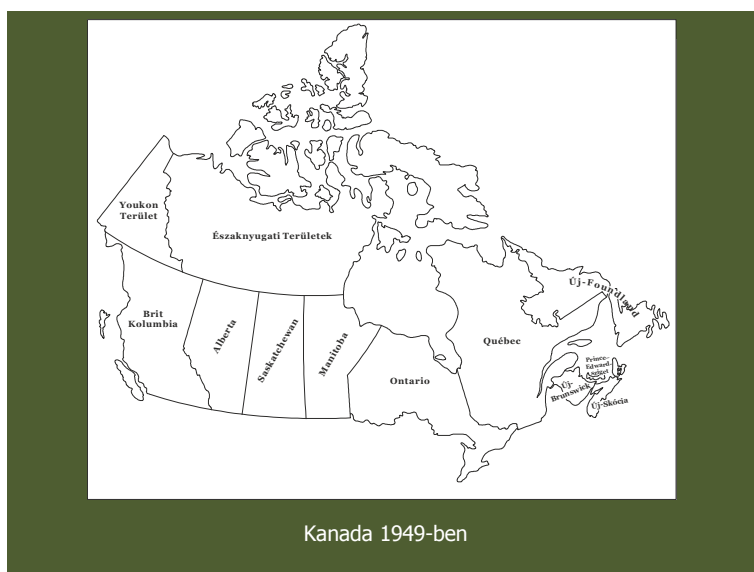 Youkon
Terület
Északnyugati Területek
Brit
Kolumbia
Alberta
Saskatchewan
Manitoba
Ontario
Québec
Új-Foundland
Prince-
Edward-
sziget
Új-
Brunswick
Új-Skócia
Kanada 1949-ben